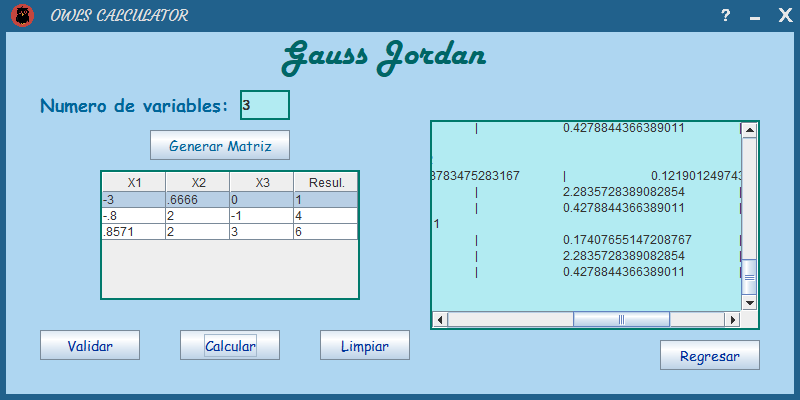 OWLS CALCULATOR
? X
Gauss Jordan
Numero de variables: 3
Generar Matriz
X1 X2 X3 Resul.
-3 .6666 0 1
-.8 2 -1 4
.8571 2 3 6
| 0.4278844366389011 |
3783475283167 | 0.121901249743
| 2.2835728389082854 |
| 0.4278844366389011 |
1
| 0.17407655147208767 |
| 2.2835728389082854 |
| 0.4278844366389011 |
Validar Calcular Limpiar
Regresar